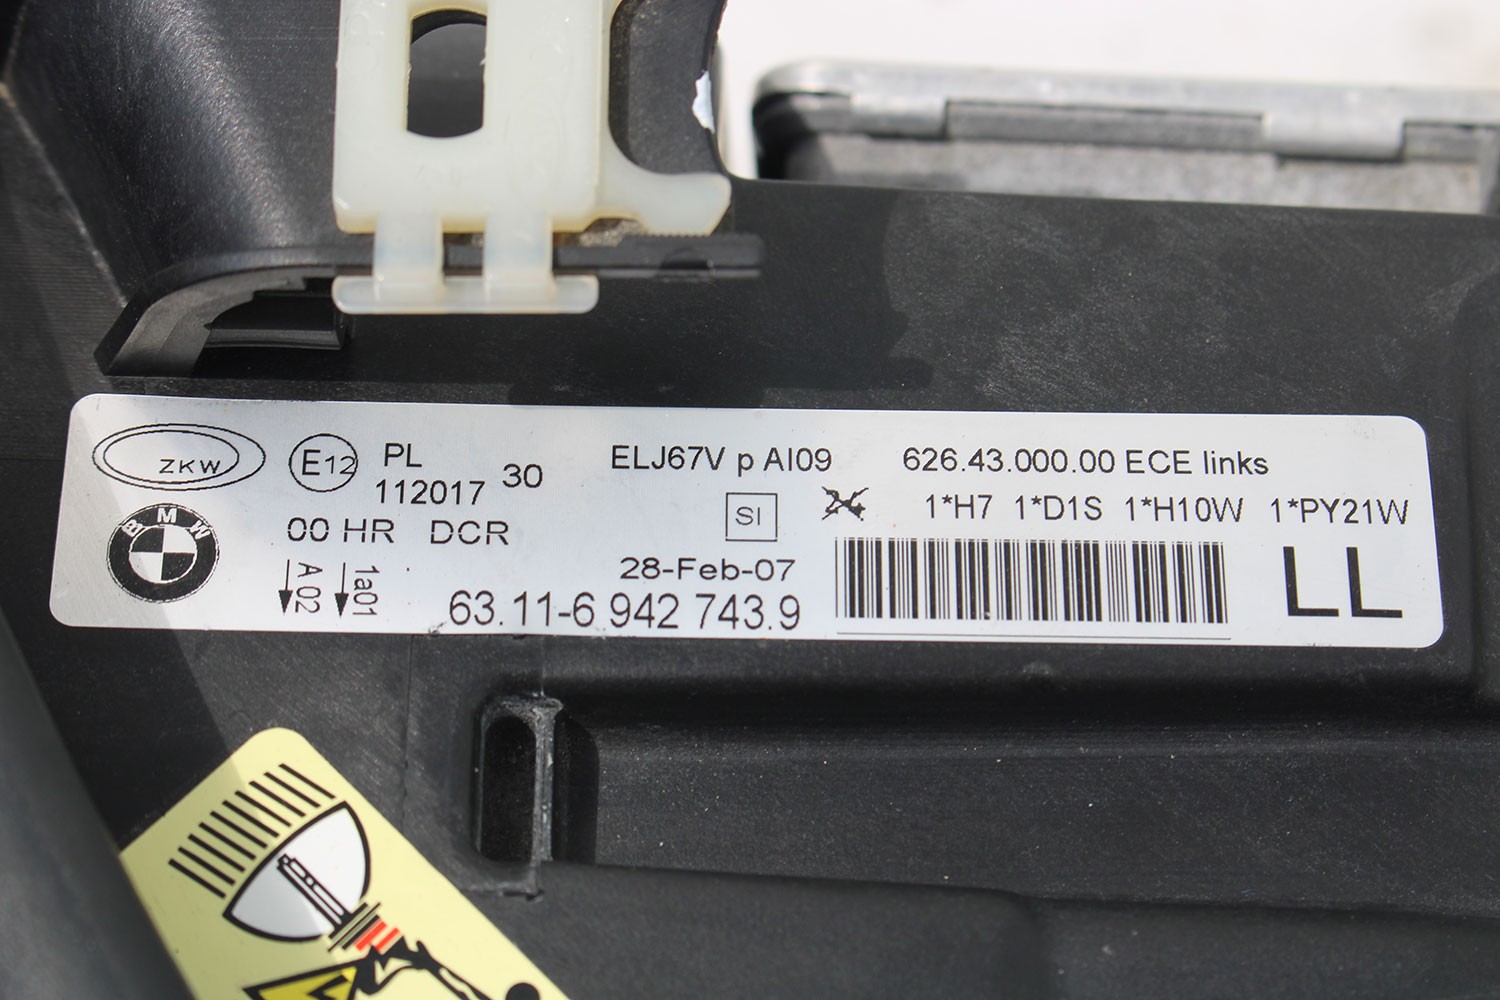 ZKW E12 PL 30 ELJ67V p AI09 626.43.000.00 ECE links
112017
SI 1*H7 1*D1S 1*H10W 1*PY21W
BMW 00 HR DCR
A 02 1a01 28-Feb-07 LL
63.11-6 942 743.9